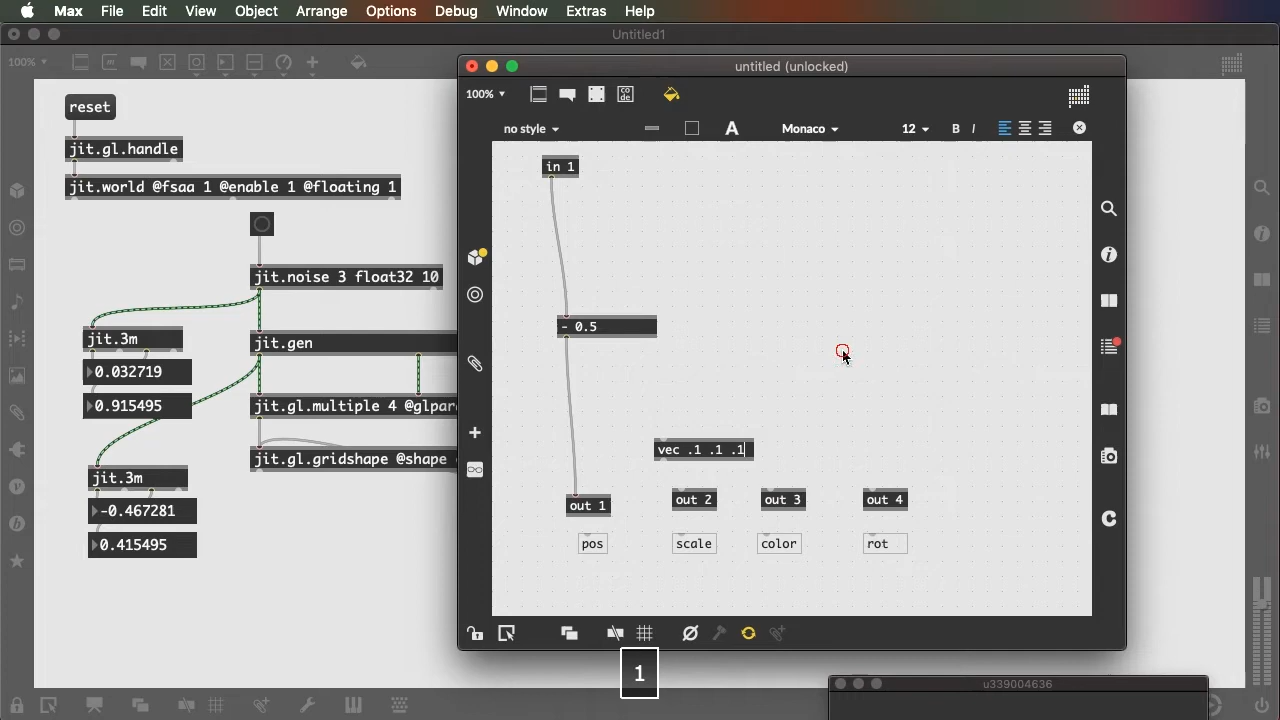 Max File Edit View Object Arrange Options Debug Window Extras Help
Untitled1
100%
reset
jit.gl.handle
jit.world @fsaa 1 @enable 1 @floating 1
jit.noise 3 float32 10
jit.3m
0.032719
0.915495
jit.gen
jit.gl.multiple 4 @glpar
jit.gl.gridshape @shape
jit.3m
-0.467281
0.415495
untitled (unlocked)
100%
co
de
no style
A
Monaco
12
B I
in 1
- 0.5
vec .1 .1 .1
out 1
out 2
out 3
out 4
pos
scale
color
rot
1
u339004636